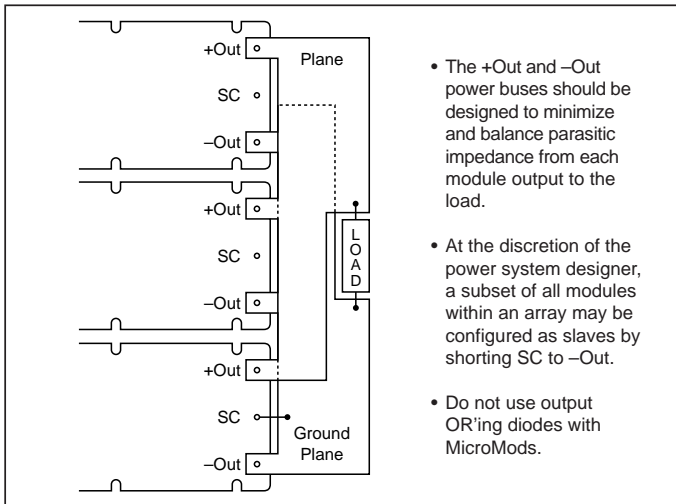 +Out
Plane
SC
–Out
+Out
SC
–Out
+Out
SC
Ground
Plane
–Out
L
O
A
D
• The +Out and –Out
power buses should be
designed to minimize
and balance parasitic
impedance from each
module output to the
load.
• At the discretion of the
power system designer,
a subset of all modules
within an array may be
configured as slaves by
shorting SC to –Out.
• Do not use output
OR'ing diodes with
MicroMods.